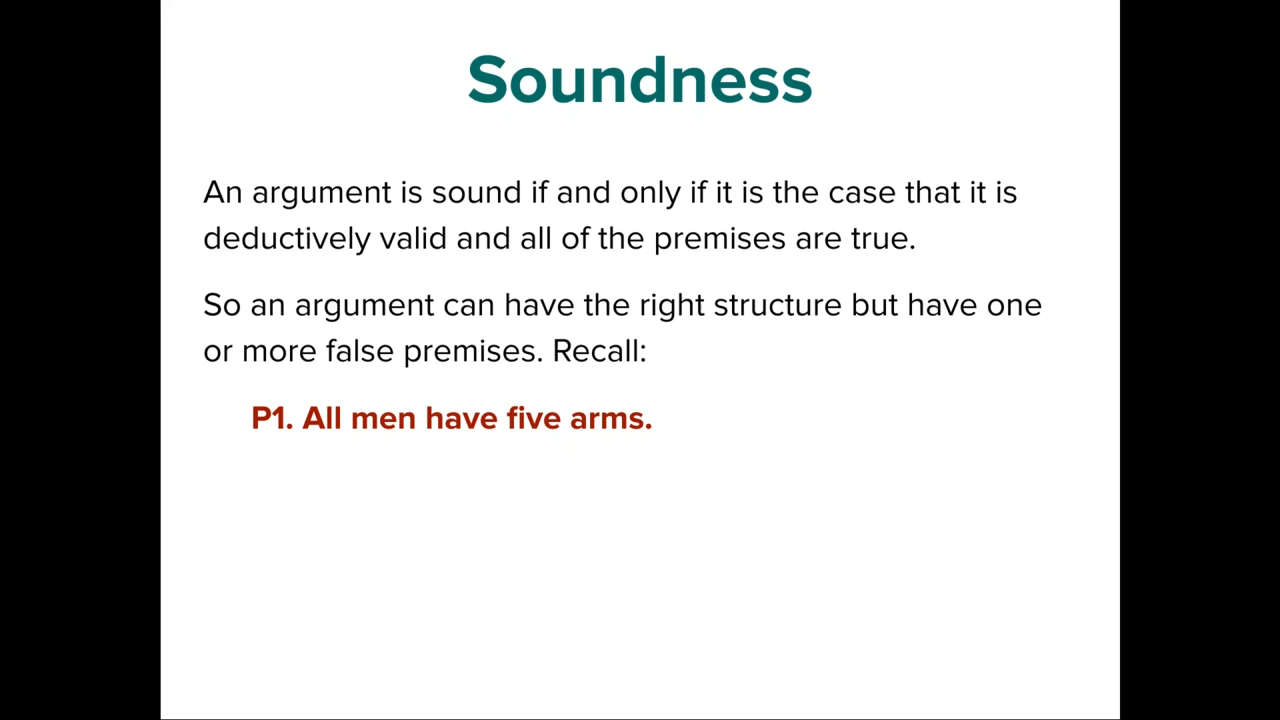 Soundness
An argument is sound if and only if it is the case that it is
deductively valid and all of the premises are true.
So an argument can have the right structure but have one
or more false premises. Recall:
P1. All men have five arms.